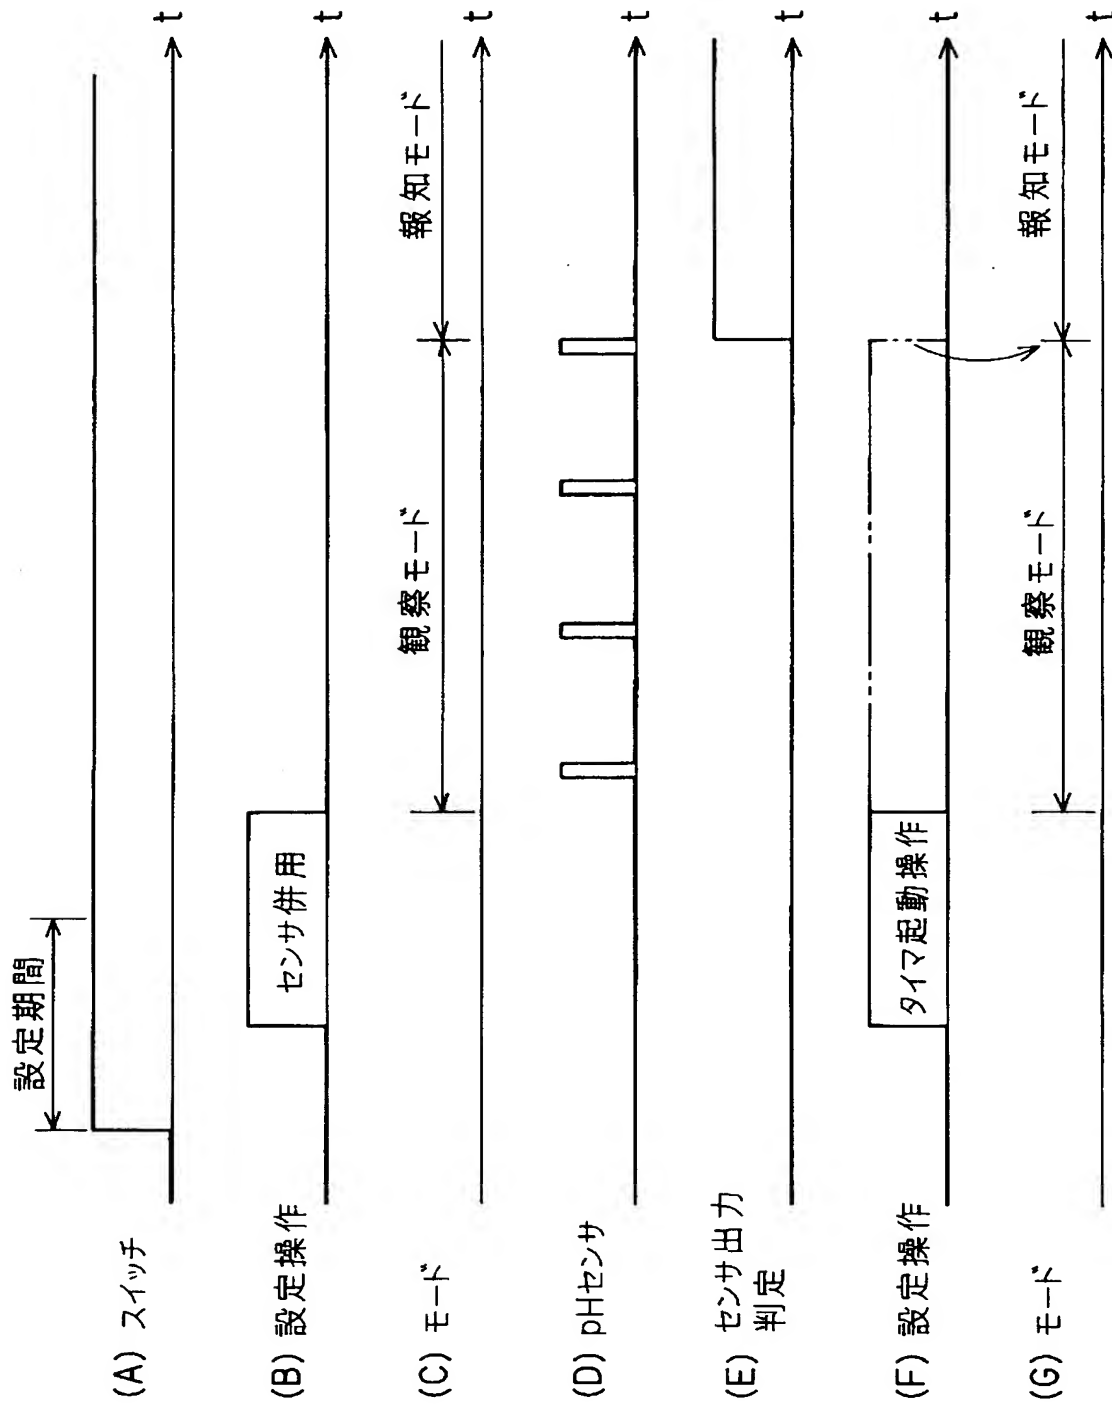 設定期間
(A) スイッチ
t
(B) 設定操作
センサ併用
t
(C) モード
観察モード
報知モード
t
(D) pHセンサ
t
(E) センサ出力
判定
t
(F) 設定操作
タイマ起動操作
t
(G) モード
観察モード
報知モード
t